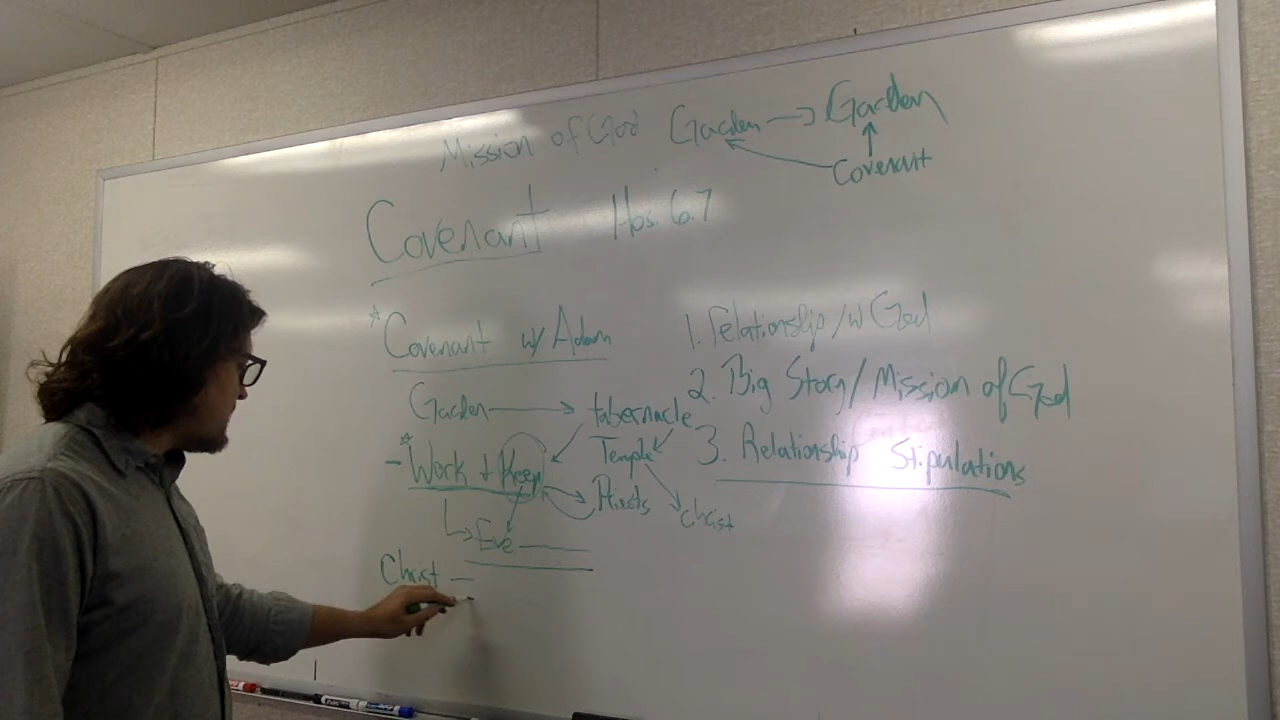 Mission of God Garden → Garden
Covenant
Covenant Hos. 6.7
* Covenant w/ Adam
1. Relationship/w God
2. Big Story/Mission of God
3. Relationship Stipulations
Garden → tabernacle
Temple
* - Work + Keep
Priests
Christ
Eve
Christ -